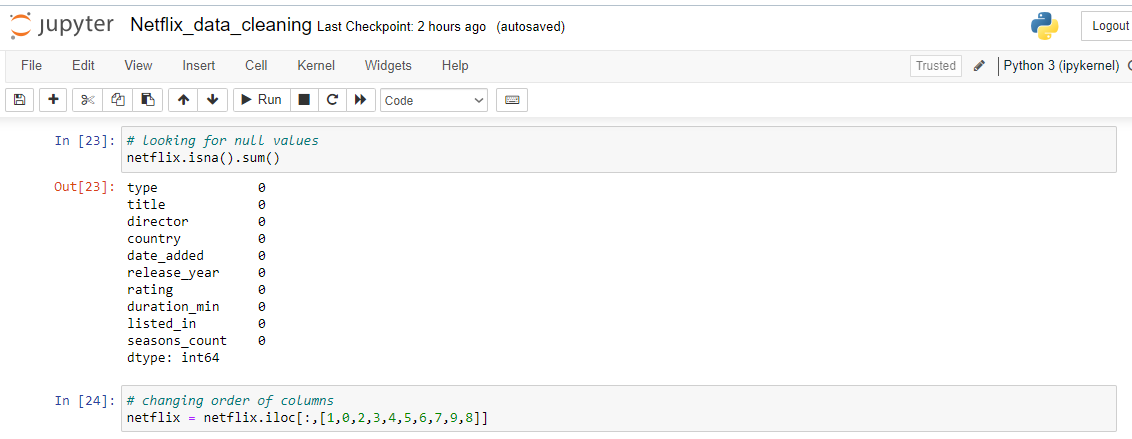 jupyter Netflix_data_cleaning Last Checkpoint: 2 hours ago (autosaved) Logout
File Edit View Insert Cell Kernel Widgets Help Trusted Python 3 (ipykernel)
Run Code
In [23]: # looking for null values
netflix.isna().sum()
Out[23]: type 0
title 0
director 0
country 0
date_added 0
release_year 0
rating 0
duration_min 0
listed_in 0
seasons_count 0
dtype: int64
In [24]: # changing order of columns
netflix = netflix.iloc[:,[1,0,2,3,4,5,6,7,9,8]]